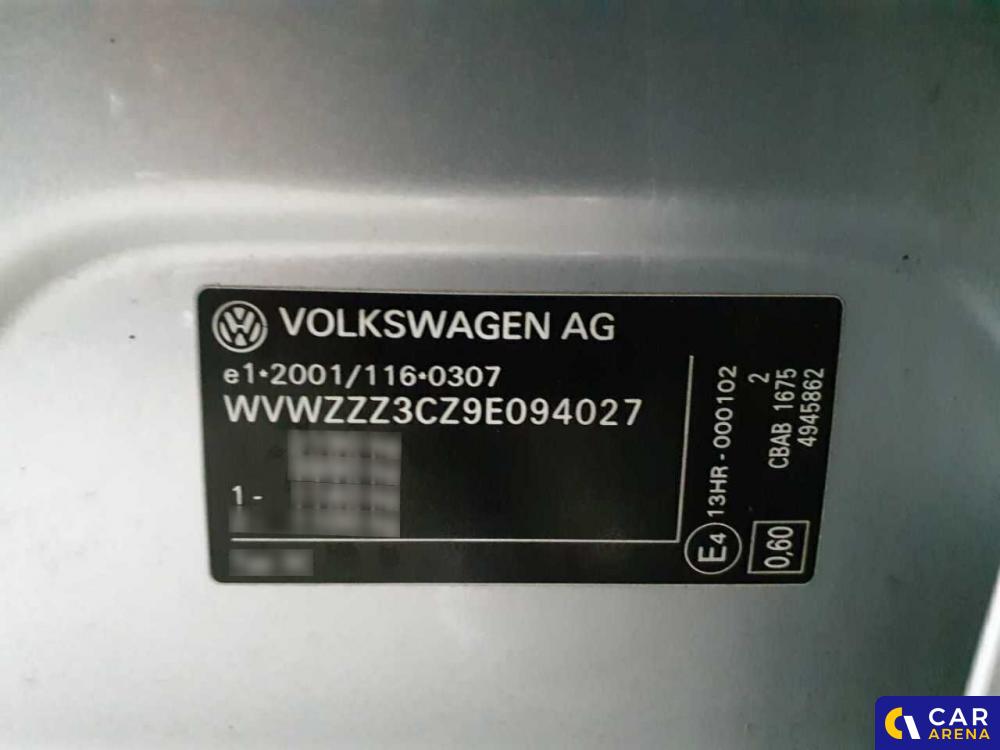 VOLKSWAGEN AG
e1*2001/116*0307
WVWZZZ3CZ9E094027
1 -
E4 13HR - 000102
2
CBAB 1675
4945862
0,60
CAR
ARENA